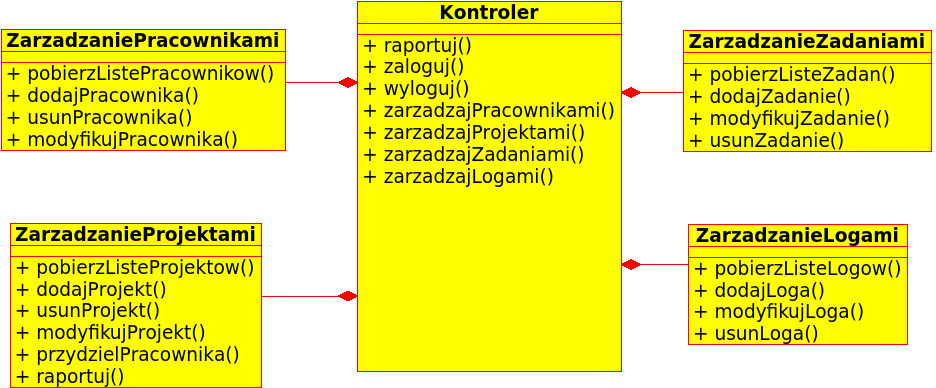 ZarzadzaniePracownikami
+ pobierzListePracownikow()
+ dodajPracownika()
+ usunPracownika()
+ modyfikujPracownika()
Kontroler
+ raportuj()
+ zaloguj()
+ wyloguj()
+ zarzadzajPracownikami()
+ zarzadzajProjektami()
+ zarzadzajZadaniami()
+ zarzadzajLogami()
ZarzadzanieZadaniami
+ pobierzListeZadan()
+ dodajZadanie()
+ modyfikujZadanie()
+ usunZadanie()
ZarzadzanieProjektami
+ pobierzListeProjektow()
+ dodajProjekt()
+ usunProjekt()
+ modyfikujProjekt()
+ przydzielPracownika()
+ raportuj()
ZarzadzanieLogami
+ pobierzListeLogow()
+ dodajLoga()
+ modyfikujLoga()
+ usunLoga()